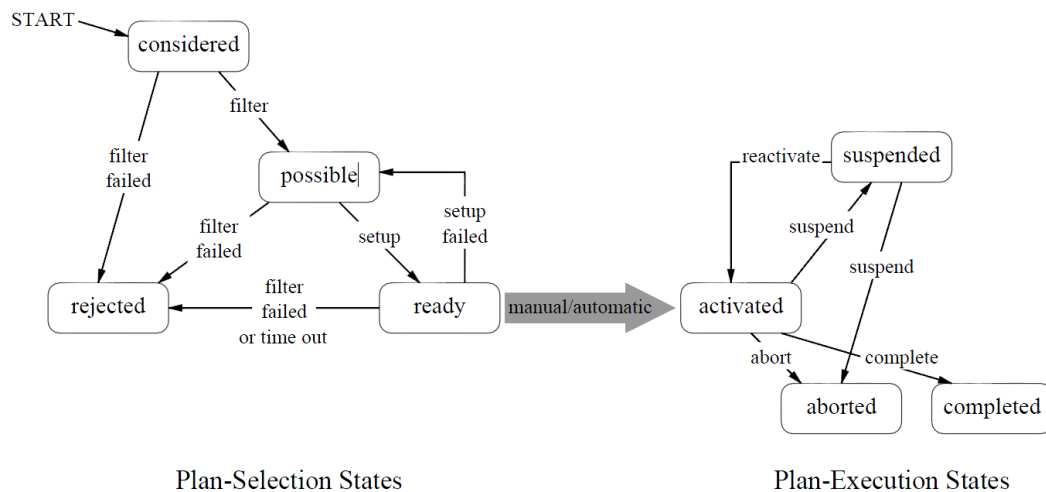 START
considered
filter
filter
failed
possible
reactivate
suspended
setup
failed
filter
failed
setup
suspend
suspend
rejected
filter
failed
or time out
ready
manual/automatic
activated
abort
complete
aborted
completed
Plan-Selection States
Plan-Execution States